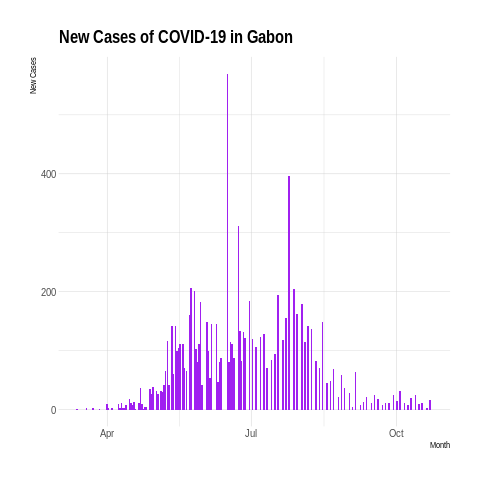 New Cases of COVID-19 in Gabon
New Cases
400
200
0
Apr
Jul
Oct
Month